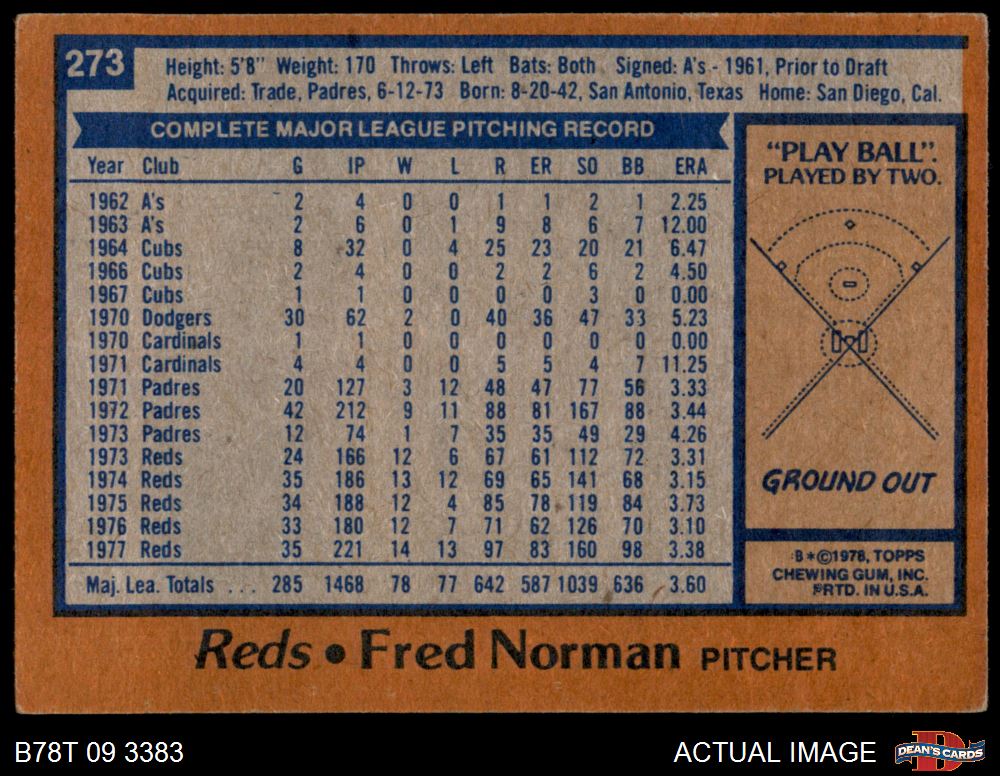 273
Height: 5'8" Weight: 170 Throws: Left Bats: Both Signed: A's - 1961, Prior to Draft
Acquired: Trade, Padres, 6-12-73 Born: 8-20-42, San Antonio, Texas Home: San Diego, Cal.
COMPLETE MAJOR LEAGUE PITCHING RECORD
Year Club G IP W L R ER SO BB ERA
1962 A's 2 4 0 0 1 1 2 1 2.25
1963 A's 2 6 0 1 9 8 6 7 12.00
1964 Cubs 8 32 0 4 25 23 20 21 6.47
1966 Cubs 2 4 0 0 2 2 6 2 4.50
1967 Cubs 1 1 0 0 0 0 3 0 0.00
1970 Dodgers 30 62 2 0 40 36 47 33 5.23
1970 Cardinals 1 1 0 0 0 0 0 0 0.00
1971 Cardinals 4 4 0 0 5 5 4 7 11.25
1971 Padres 20 127 3 12 48 47 77 56 3.33
1972 Padres 42 212 9 11 88 81 167 88 3.44
1973 Padres 12 74 1 7 35 35 49 29 4.26
1973 Reds 24 166 12 6 67 61 112 72 3.31
1974 Reds 35 186 13 12 69 65 141 68 3.15
1975 Reds 34 188 12 4 85 78 119 84 3.73
1976 Reds 33 180 12 7 71 62 126 70 3.10
1977 Reds 35 221 14 13 97 83 160 98 3.38
Maj. Lea. Totals . . . 285 1468 78 77 642 587 1039 636 3.60
"PLAY BALL".
PLAYED BY TWO.
GROUND OUT
B*©1978, TOPPS
CHEWING GUM, INC.
PRTD. IN U.S.A.
Reds • Fred Norman PITCHER
B78T 09 3383
ACTUAL IMAGE
D
DEAN'S CARDS